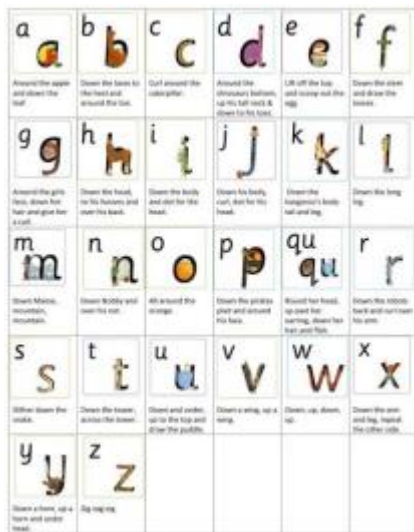 a
a
Around the apple
and down the
leaf.
b
b
Down the laces to
the heel and
around the toe.
c
c
Curl around the
caterpillar.
d
d
Around the
dinosaurs bottom,
up his tall neck &
down to his toes.
e
e
Lift off the top
and scoop out the
egg.
f
f
Down the stem
and draw the
leaves.
g
g
Around the girls
face, down her
hair and give her
a curl.
h
h
Down the head,
to his hooves and
over his back.
i
i
Down the body
and dot for the
head.
j
j
Down his body,
curl, dot for his
head.
k
k
Down the
kangaroo's body
tail and leg.
l
l
Down the long
leg.
m
m
Down Maisie,
mountain,
mountain.
n
n
Down Nobby and
over his net.
o
o
All around the
orange.
p
p
Down the pirates
plait and around
his face.
qu
qu
Round her head,
up past her
earring, down her
hair and flick.
r
r
Down the robots
back and curl over
his arm.
s
s
Slither down the
snake.
t
t
Down the tower,
across the tower.
u
u
Down and under,
up to the top and
draw the puddle.
v
v
Down a wing, up a
wing.
w
w
Down, up, down,
up.
x
x
Down the arm
and leg, repeat
the other side.
y
y
Down a horn, up a
horn and under
head.
z
z
Zig-zag-zig.